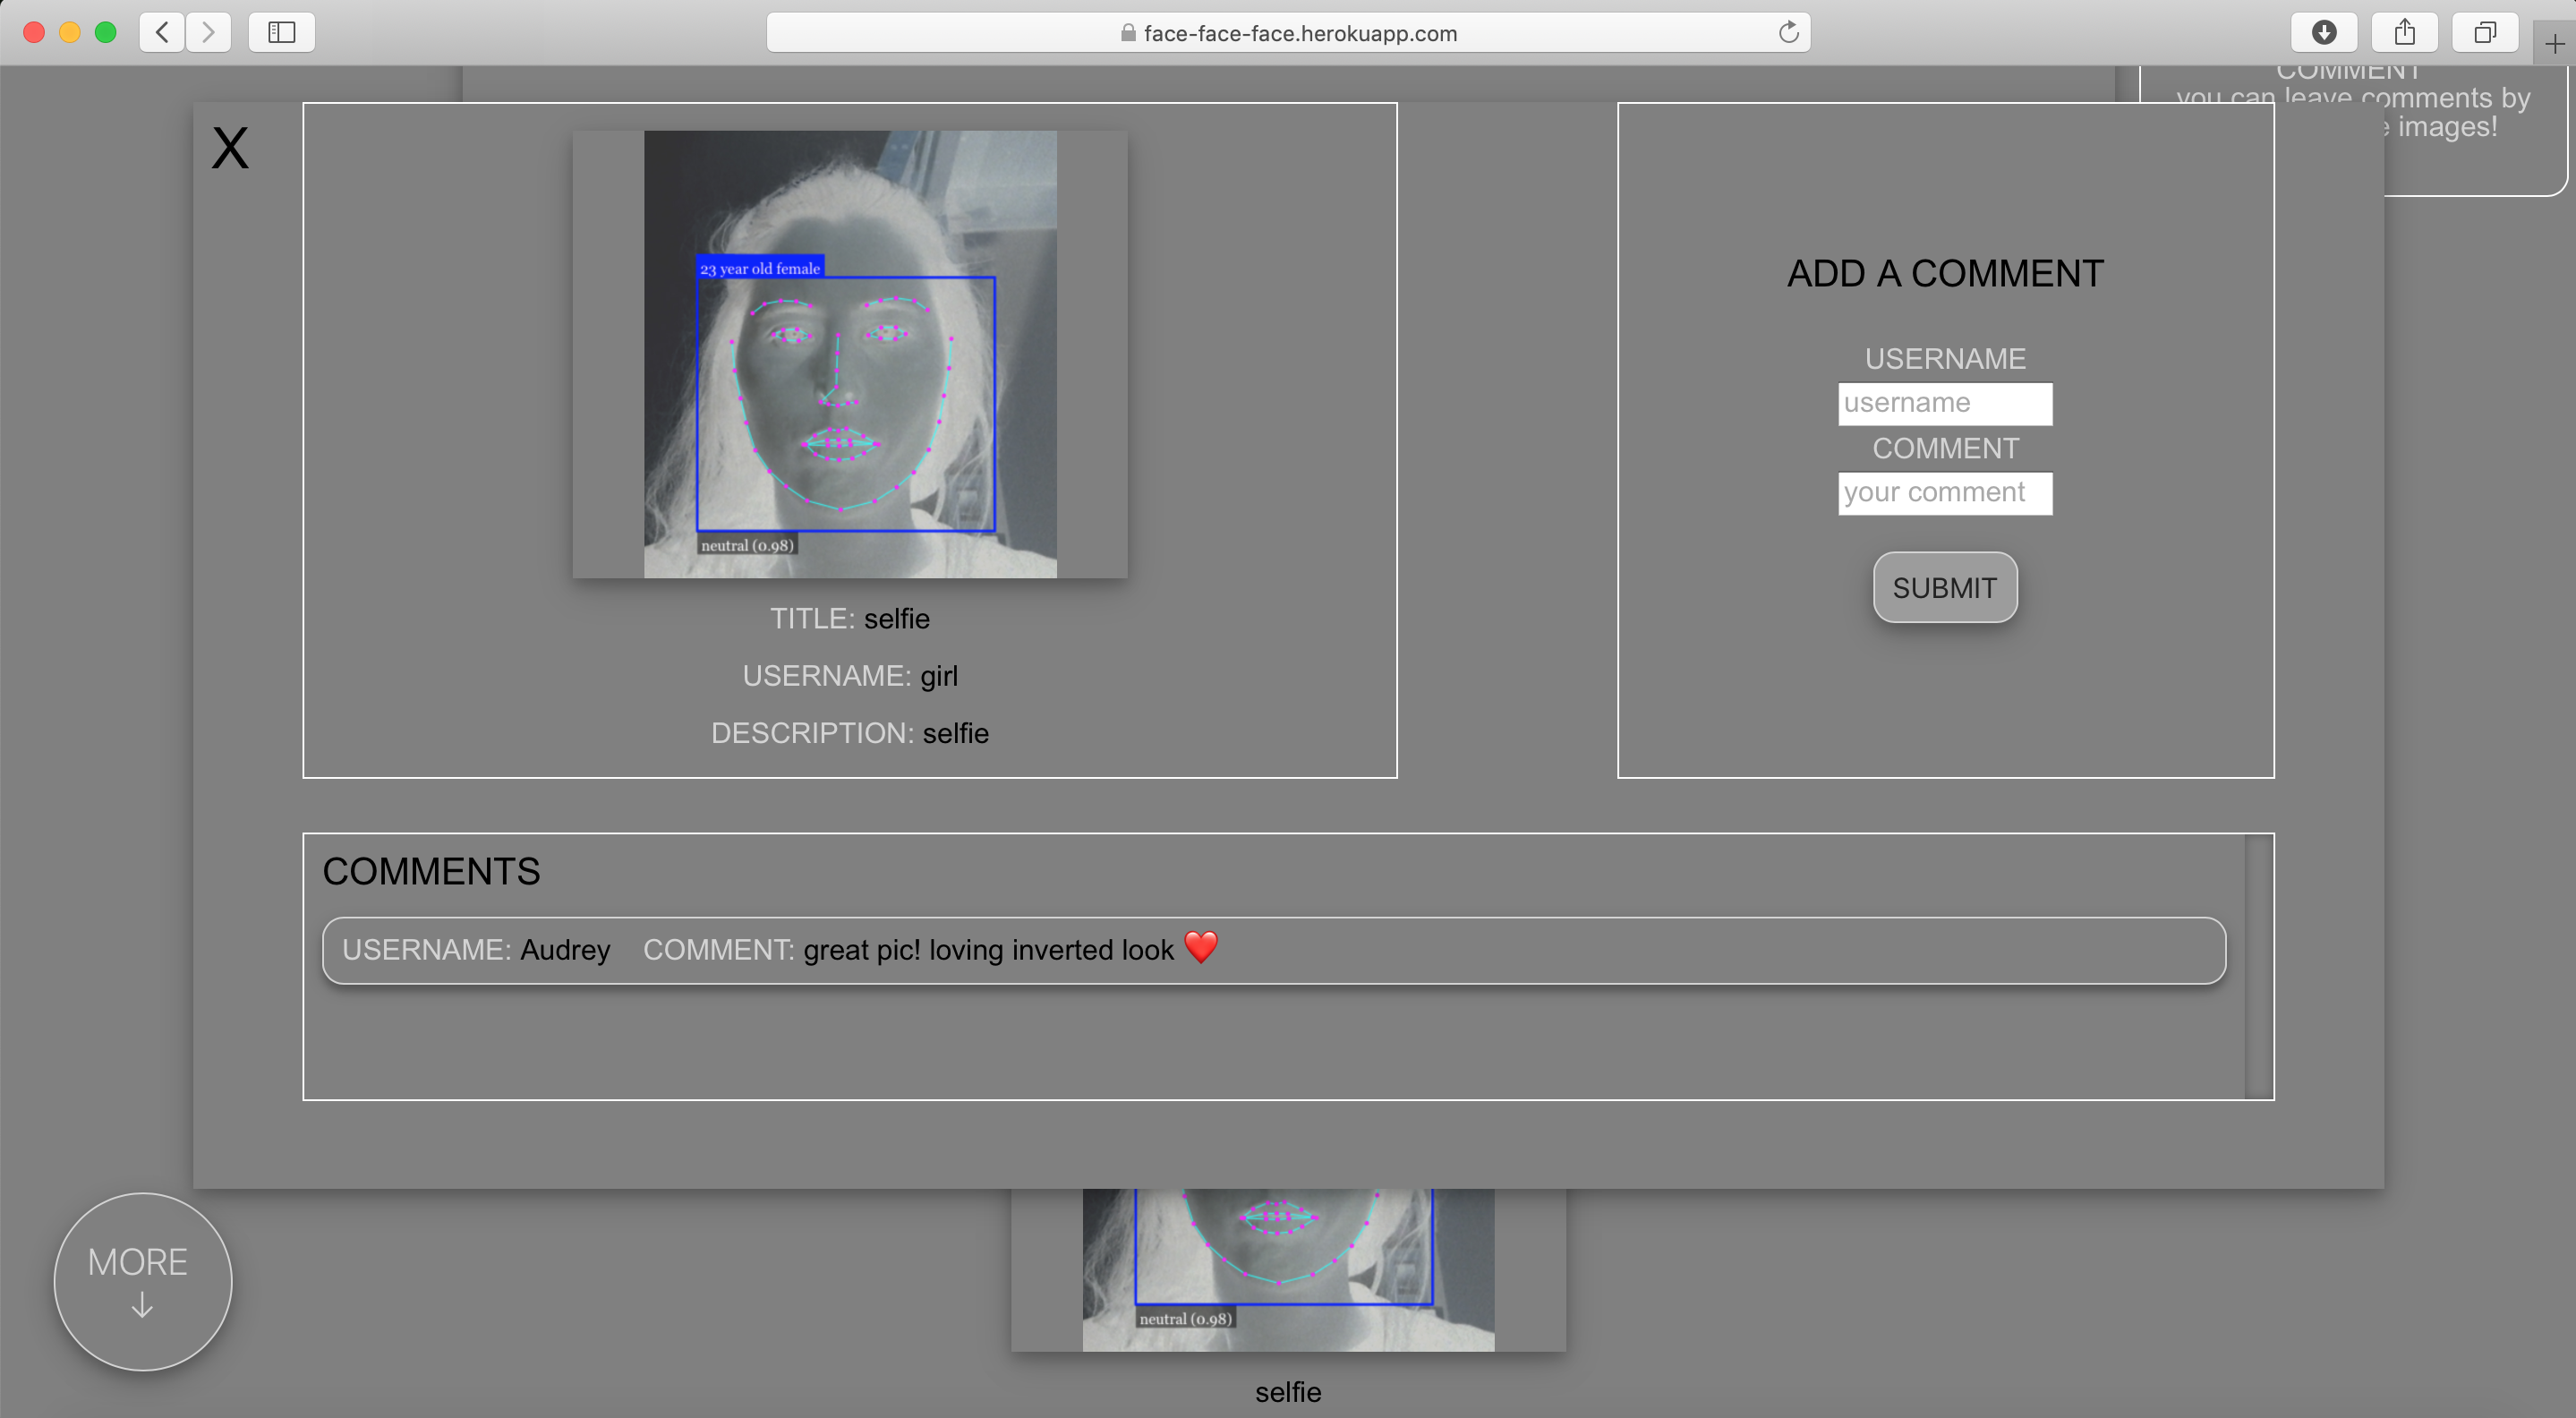 face-face-face.herokuapp.com
COMMENT
you can leave comments by
images!
X
23 year old female
neutral (0.98)
TITLE: selfie
USERNAME: girl
DESCRIPTION: selfie
ADD A COMMENT
USERNAME
username
COMMENT
your comment
SUBMIT
COMMENTS
USERNAME: Audrey COMMENT: great pic! loving inverted look ❤️
MORE
↓
neutral (0.98)
selfie